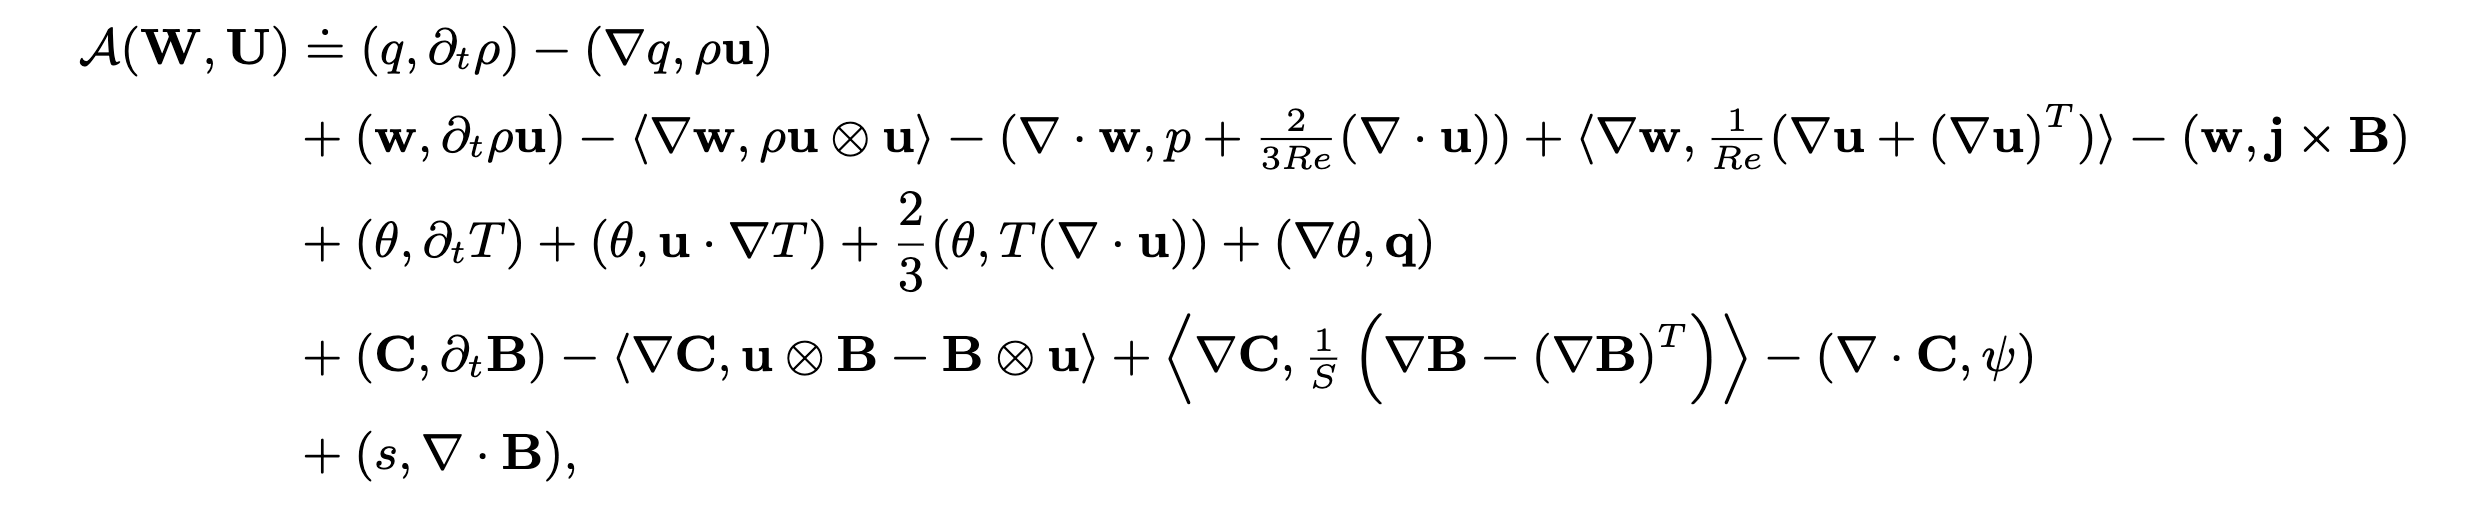 𝒜(𝐖, 𝐔) ≐ (q, ∂ₜρ) − (∇q, ρ𝐮)
+ (𝐰, ∂ₜρ𝐮) − ⟨∇𝐰, ρ𝐮 ⊗ 𝐮⟩ − (∇ · 𝐰, p + 2/(3Re) (∇ · 𝐮)) + ⟨∇𝐰, 1/Re (∇𝐮 + (∇𝐮)ᵀ)⟩ − (𝐰, 𝐣 × 𝐁)
+ (θ, ∂ₜT) + (θ, 𝐮 · ∇T) + 2/3 (θ, T(∇ · 𝐮)) + (∇θ, 𝐪)
+ (𝐂, ∂ₜ𝐁) − ⟨∇𝐂, 𝐮 ⊗ 𝐁 − 𝐁 ⊗ 𝐮⟩ + ⟨∇𝐂, 1/S (∇𝐁 − (∇𝐁)ᵀ)⟩ − (∇ · 𝐂, ψ)
+ (s, ∇ · 𝐁),